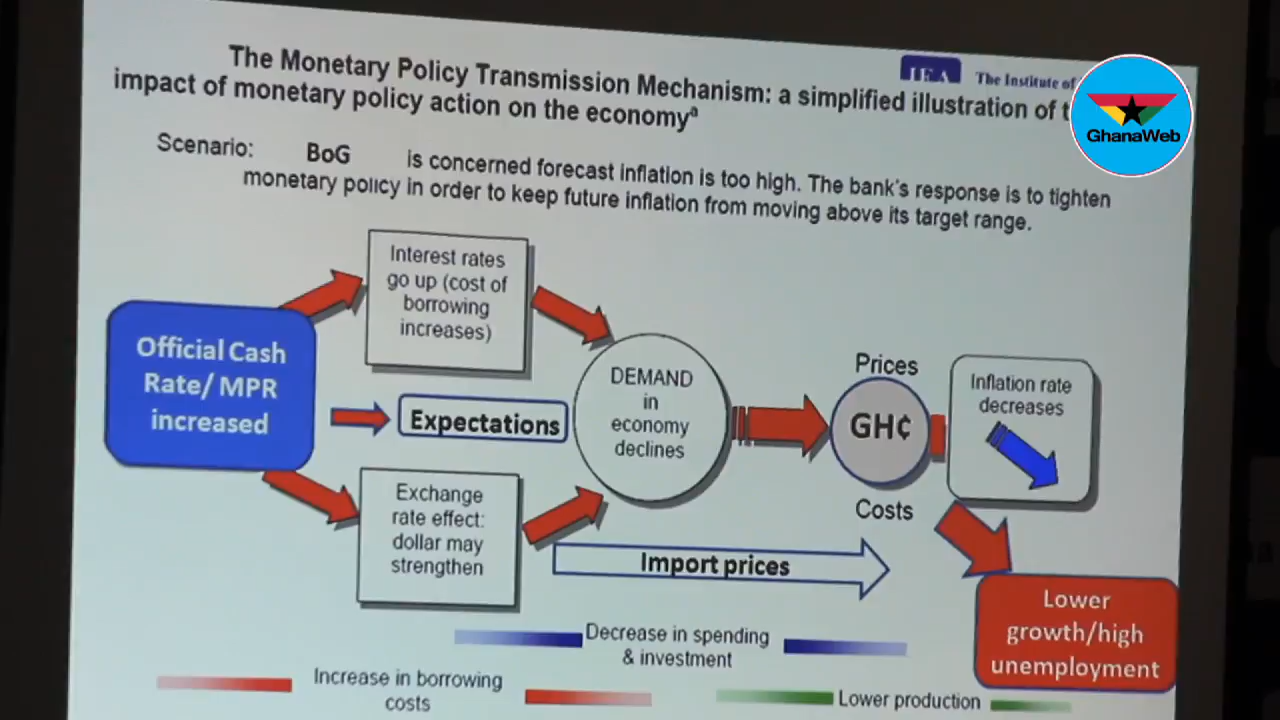 The Monetary Policy Transmission Mechanism: a simplified illustration of
impact of monetary policy action on the economyª
IEA The Institute of
GhanaWeb
Scenario: BoG is concerned forecast inflation is too high. The bank's response is to tighten
monetary policy in order to keep future inflation from moving above its target range.
Official Cash
Rate/ MPR
increased
Interest rates
go up (cost of
borrowing
increases)
Expectations
Exchange
rate effect:
dollar may
strengthen
DEMAND
in
economy
declines
Prices
GH¢
Costs
Inflation rate
decreases
Import prices
Lower
growth/high
unemployment
Decrease in spending
& investment
Increase in borrowing
costs
Lower production